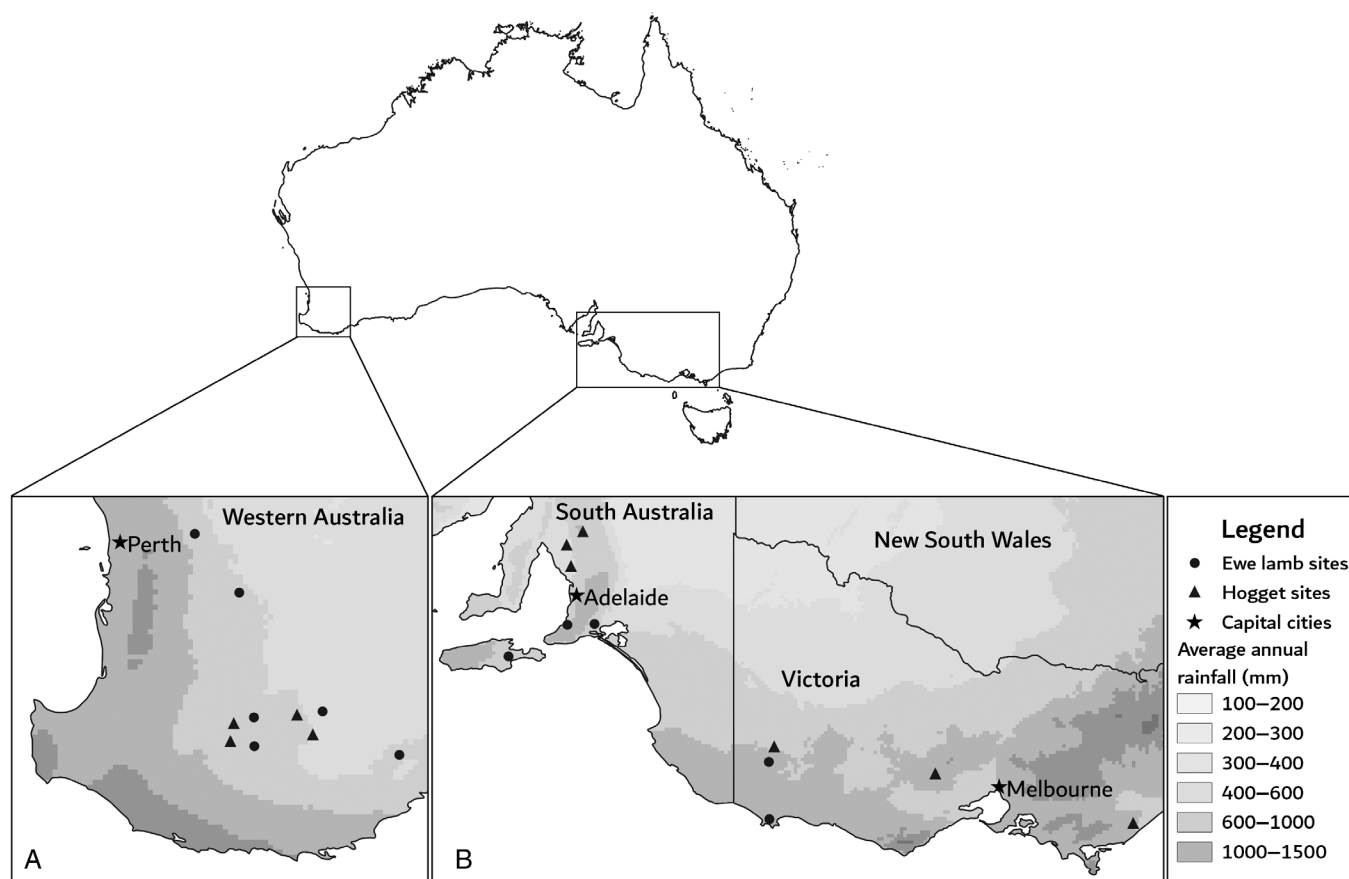 Western Australia
Perth
A
South Australia
New South Wales
Adelaide
Victoria
Melbourne
B
Legend
Ewe lamb sites
Hogget sites
Capital cities
Average annual
rainfall (mm)
100–200
200–300
300–400
400–600
600–1000
1000–1500